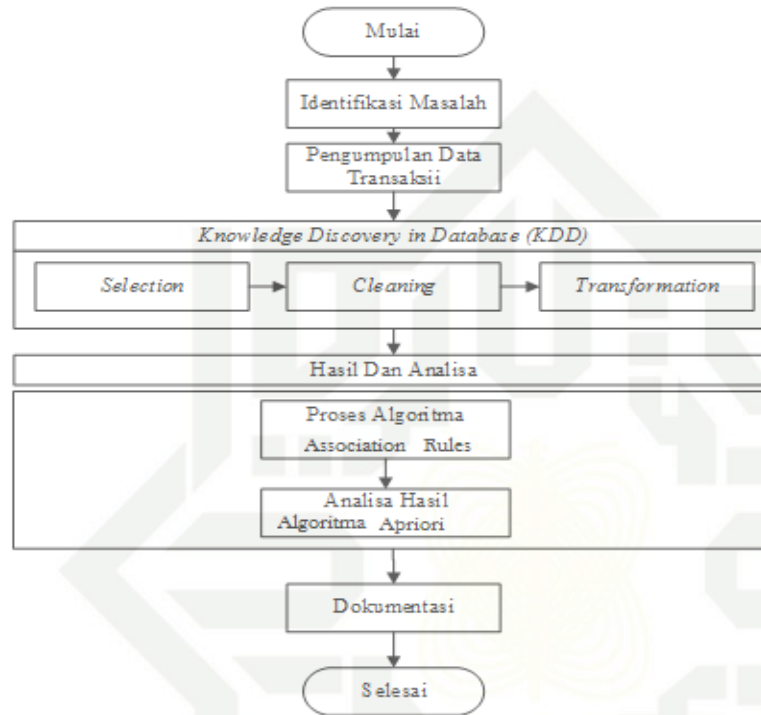 Mulai
Identifikasi Masalah
Pengumpulan Data
Transaksii
Knowledge Discovery in Database (KDD)
Selection
Cleaning
Transformation
Hasil Dan Analisa
Proses Algoritma
Association Rules
Analisa Hasil
Algoritma Apriori
Dokumentasi
Selesai